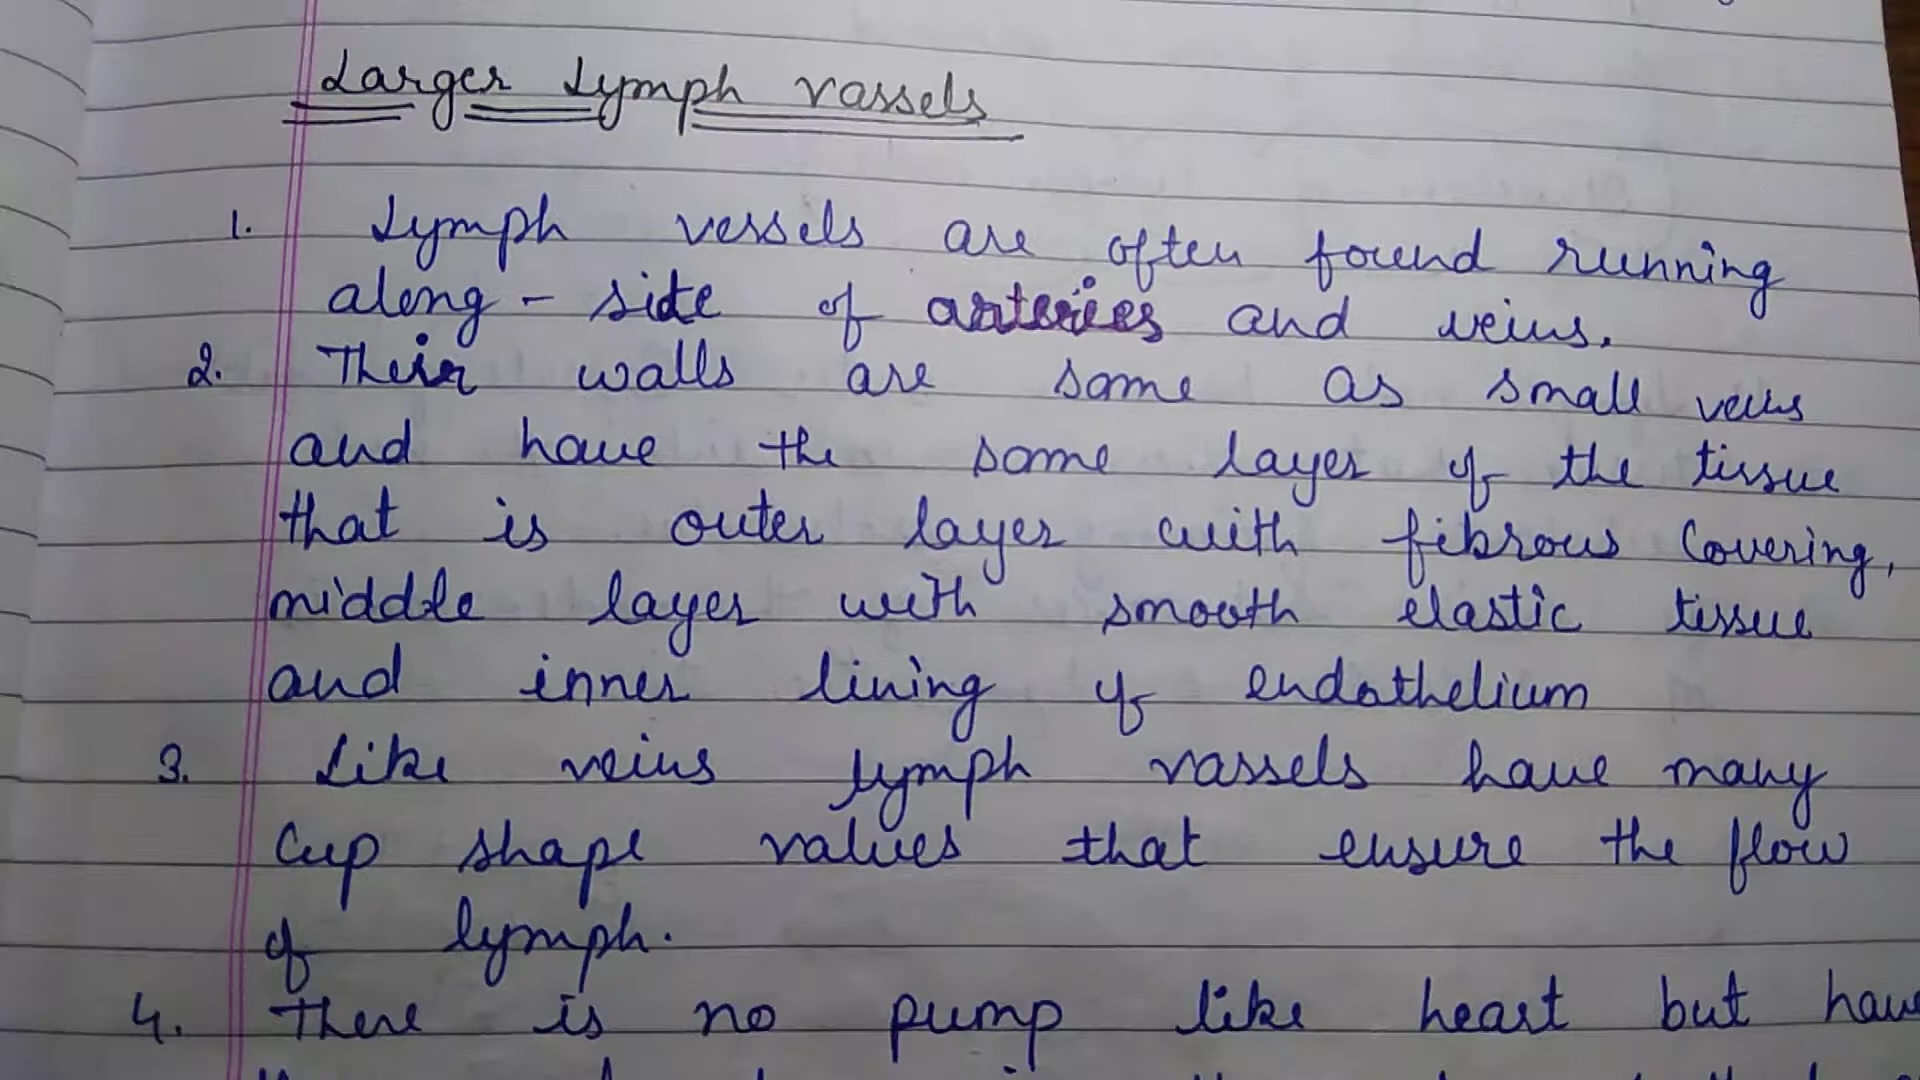 Larger Lymph vassels
1. Lymph vessels are often found running
along - side of arteries and veins.
2. Their walls are same as small veins
and have the same layer of the tissue
that is outer layer with fibrous covering,
middle layer with smooth elastic tissue
and inner lining of endothelium
3. Like veins lymph vassels have many
Cup shape valves that ensure the flow
of lymph.
4. There is no pump like heart but have